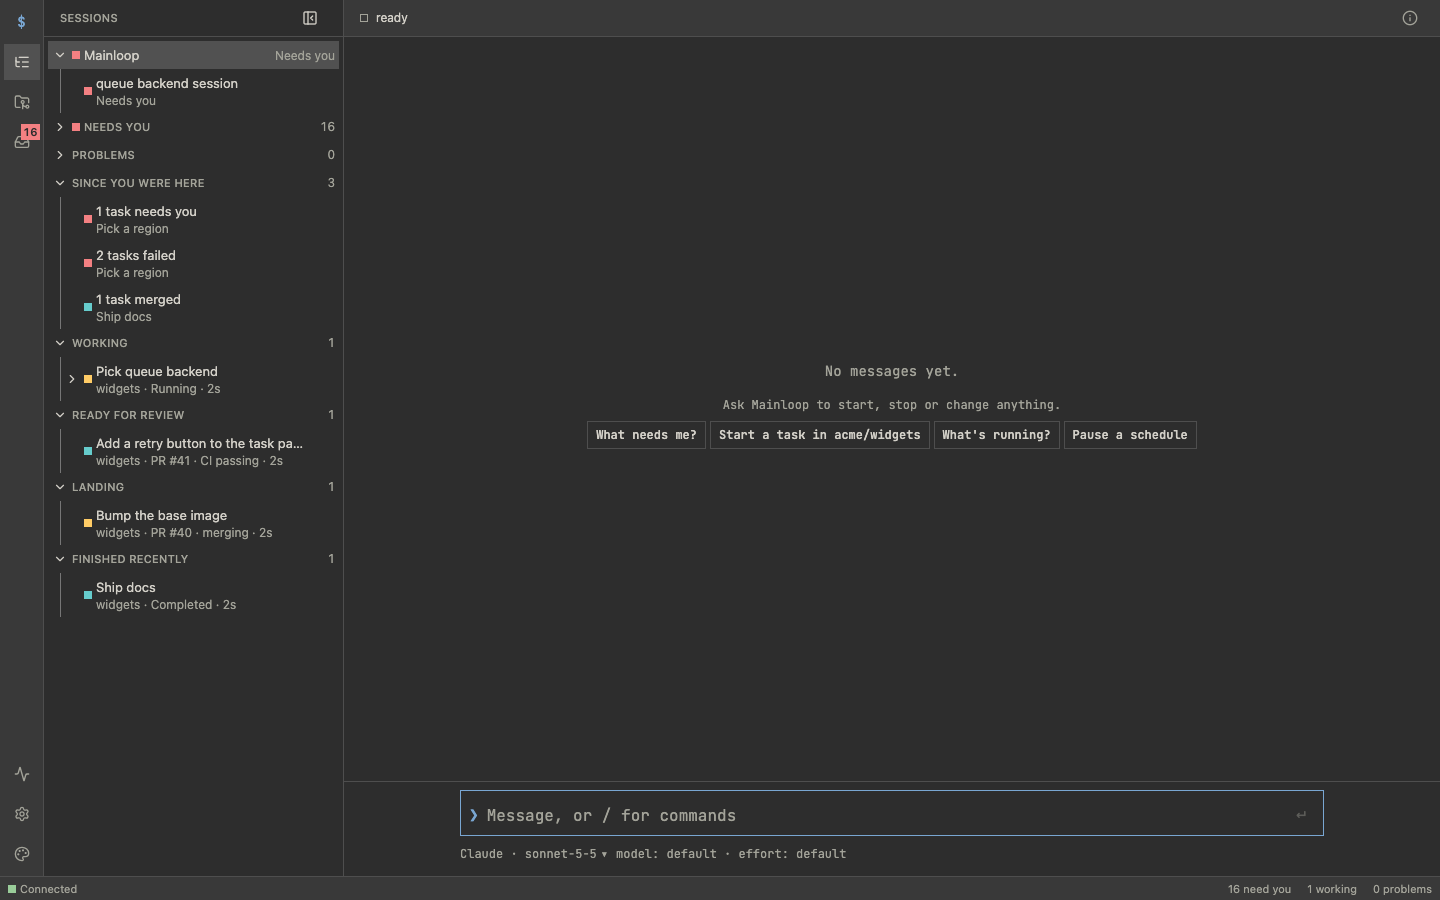 $
SESSIONS
ready
Mainloop
Needs you
queue backend session
Needs you
NEEDS YOU
16
16
PROBLEMS
0
SINCE YOU WERE HERE
3
1 task needs you
Pick a region
2 tasks failed
Pick a region
1 task merged
Ship docs
WORKING
1
Pick queue backend
widgets · Running · 2s
READY FOR REVIEW
1
Add a retry button to the task pa...
widgets · PR #41 · CI passing · 2s
LANDING
1
Bump the base image
widgets · PR #40 · merging · 2s
FINISHED RECENTLY
1
Ship docs
widgets · Completed · 2s
No messages yet.
Ask Mainloop to start, stop or change anything.
What needs me?
Start a task in acme/widgets
What's running?
Pause a schedule
❯ Message, or / for commands
Claude · sonnet-5-5 ▾ model: default · effort: default
Connected
16 need you
1 working
0 problems